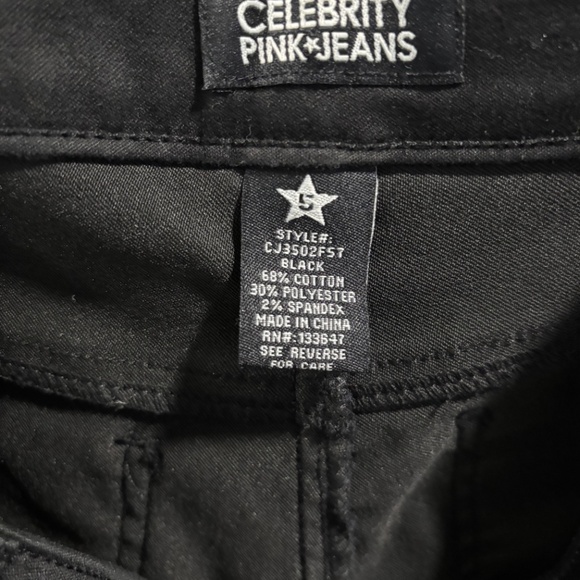 CELEBRITY
PINK★JEANS
5
STYLE#:
CJ3502F57
BLACK
68% COTTON
30% POLYESTER
2% SPANDEX
MADE IN CHINA
RN#:133647
SEE REVERSE
FOR CARE